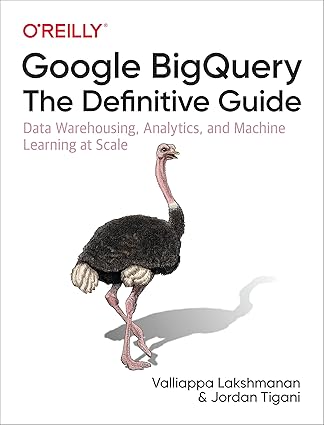 O'REILLY®
Google BigQuery
The Definitive Guide
Data Warehousing, Analytics, and Machine
Learning at Scale
Valliappa Lakshmanan
& Jordan Tigani